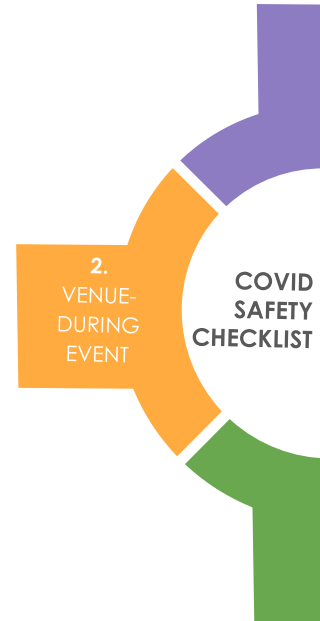 2.
VENUE-
DURING
EVENT
COVID
SAFETY
CHECKLIST